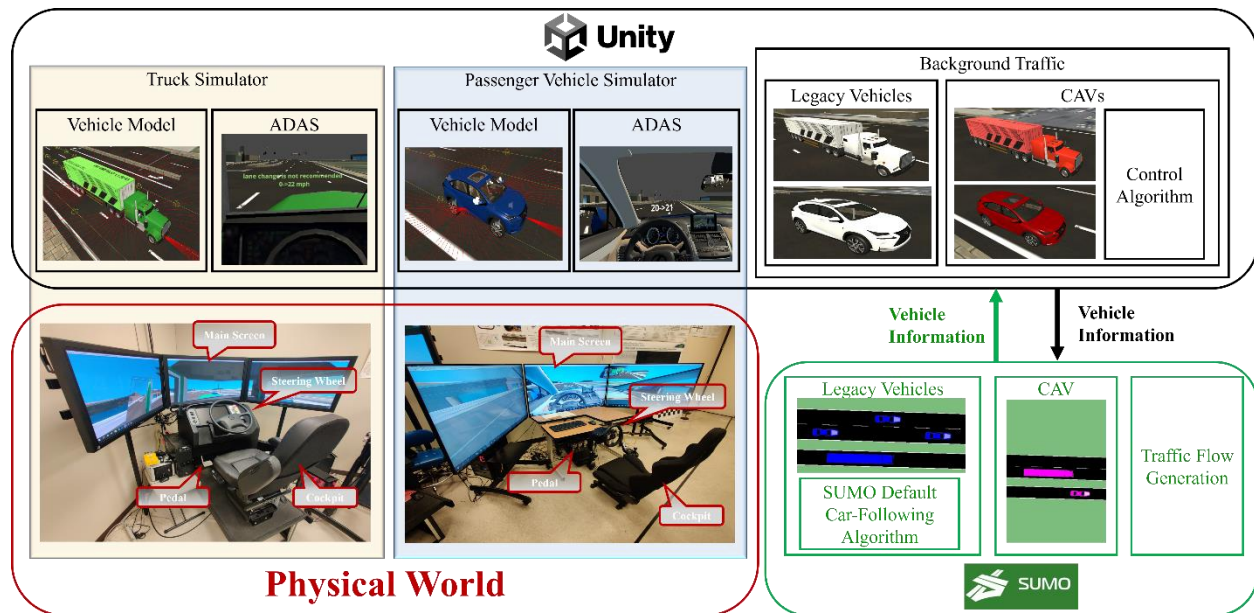 Unity
Truck Simulator
Vehicle Model
ADAS
lane change is not recommended
0->22 mph
Passenger Vehicle Simulator
Vehicle Model
ADAS
20->21
Background Traffic
Legacy Vehicles
CAVs
Control
Algorithm
Main Screen
Steering Wheel
Pedal
Cockpit
Main Screen
Steering Wheel
Pedal
Cockpit
Physical World
Vehicle
Information
Vehicle
Information
Legacy Vehicles
SUMO Default
Car-Following
Algorithm
CAV
Traffic Flow
Generation
SUMO